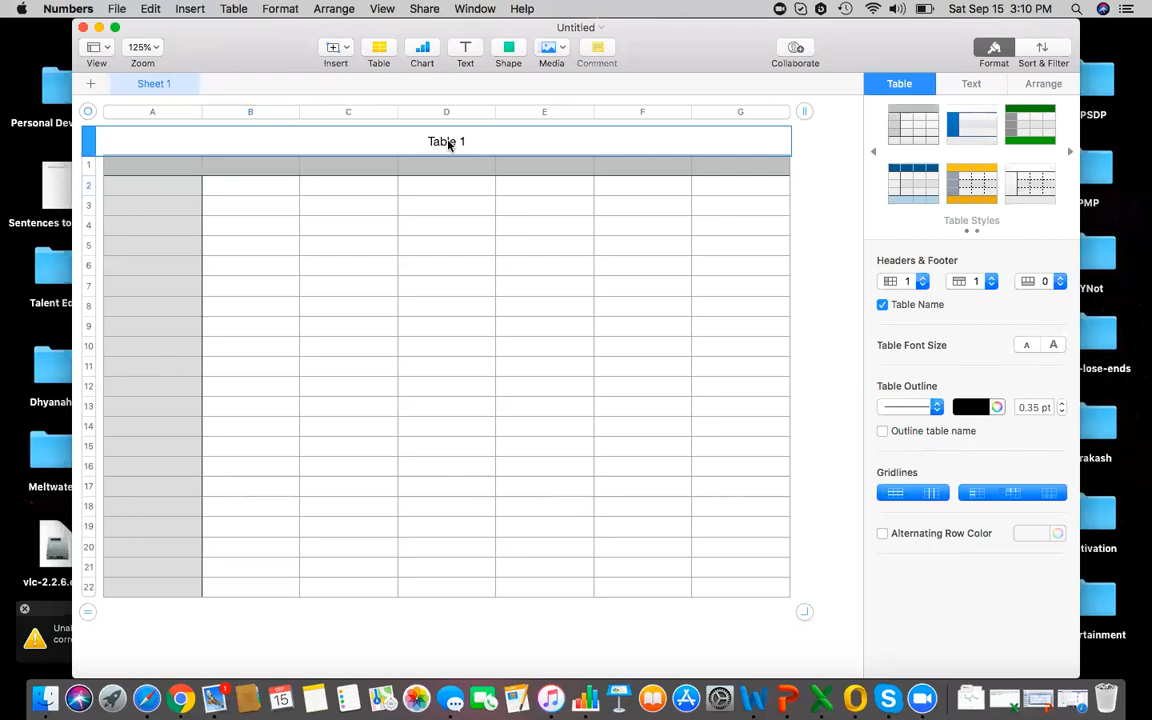 Numbers File Edit Insert Table Format Arrange View Share Window Help Sat Sep 15 3:10 PM
Untitled
125%
View Zoom Insert Table Chart Text Shape Media Comment Collaborate Format Sort & Filter
Sheet 1
Table Text Arrange
A B C D E F G
Table 1
1
2
3
4
5
6
7
8
9
10
11
12
13
14
15
16
17
18
19
20
21
22
Table Styles
Headers & Footer
1 1 0
Table Name
Table Font Size
A A
Table Outline
0.35 pt
Outline table name
Gridlines
Alternating Row Color
Personal Dev
Sentences to
Talent Ed
Dhyanah
Meltwate
vlc-2.2.6.d
Una
corre
PSDP
PMP
YNot
-lose-ends
rakash
tivation
rtainment
15
1